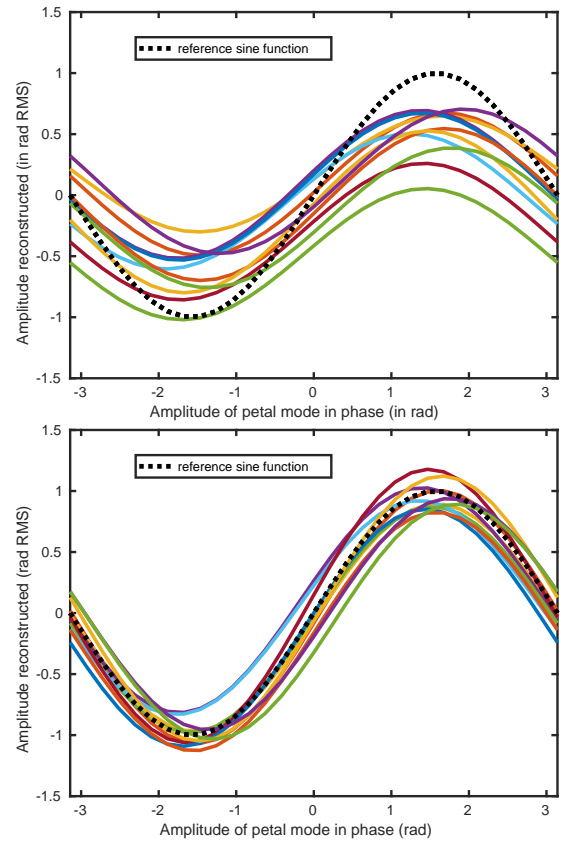 1.5
1
0.5
0
-0.5
-1
-1.5
Amplitude reconstructed (in rad RMS)
reference sine function
-3 -2 -1 0 1 2 3
Amplitude of petal mode in phase (in rad)
1.5
1
0.5
0
-0.5
-1
-1.5
Amplitude reconstructed (rad RMS)
reference sine function
-3 -2 -1 0 1 2 3
Amplitude of petal mode in phase (rad)